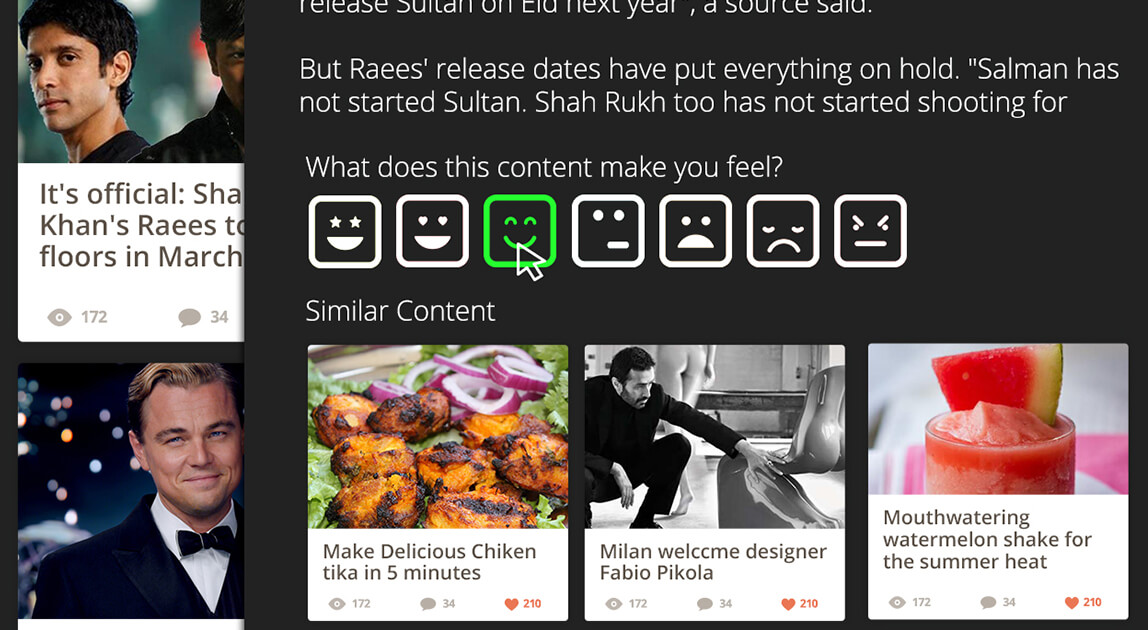 release Sultan on Eid next year", a source said.
But Raees' release dates have put everything on hold. "Salman has
not started Sultan. Shah Rukh too has not started shooting for
What does this content make you feel?
Similar Content
It's official: Sha
Khan's Raees to
floors in March
172 34
Make Delicious Chiken
tika in 5 minutes
172 34 210
Milan welccme designer
Fabio Pikola
172 34 210
Mouthwatering
watermelon shake for
the summer heat
172 34 210